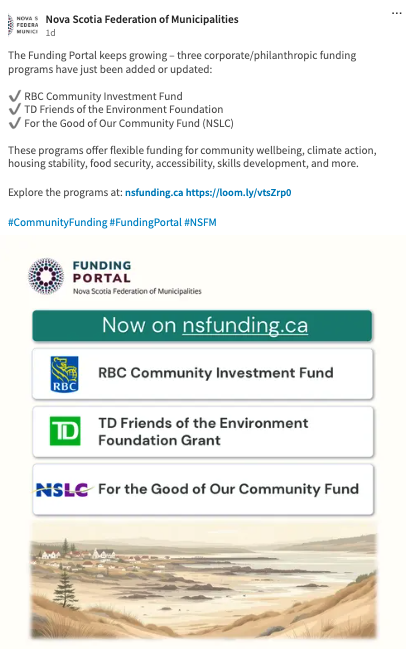 NOVA S
FEDERA
MUNICI
Nova Scotia Federation of Municipalities
1d
The Funding Portal keeps growing – three corporate/philanthropic funding
programs have just been added or updated:
✔ RBC Community Investment Fund
✔ TD Friends of the Environment Foundation
✔ For the Good of Our Community Fund (NSLC)
These programs offer flexible funding for community wellbeing, climate action,
housing stability, food security, accessibility, skills development, and more.
Explore the programs at: nsfunding.ca https://loom.ly/vtsZrp0
#CommunityFunding #FundingPortal #NSFM
FUNDING
PORTAL
Nova Scotia Federation of Municipalities
Now on nsfunding.ca
RBC
RBC Community Investment Fund
TD
TD Friends of the Environment
Foundation Grant
NSLC
For the Good of Our Community Fund